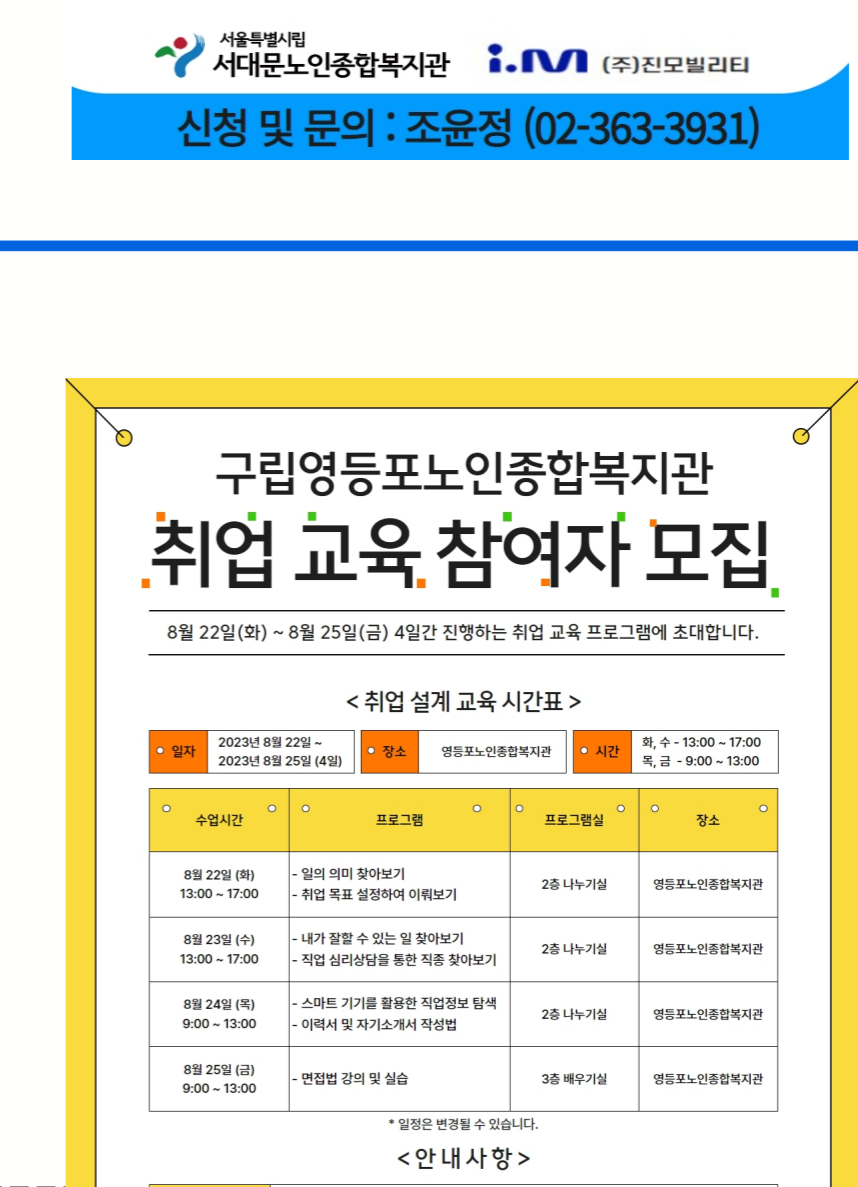 서울특별시립
서대문노인종합복지관
i.M (주)진모빌리티
신청 및 문의 : 조윤정 (02-363-3931)
구립영등포노인종합복지관
취업 교육 참여자 모집
8월 22일(화) ~ 8월 25일(금) 4일간 진행하는 취업 교육 프로그램에 초대합니다.
< 취업 설계 교육 시간표 >
일자
2023년 8월 22일 ~
2023년 8월 25일 (4일)
장소
영등포노인종합복지관
시간
화, 수 - 13:00 ~ 17:00
목, 금 - 9:00 ~ 13:00
수업시간 프로그램 프로그램실 장소
8월 22일 (화)
13:00 ~ 17:00
- 일의 의미 찾아보기
- 취업 목표 설정하여 이뤄보기
2층 나누기실
영등포노인종합복지관
8월 23일 (수)
13:00 ~ 17:00
- 내가 잘할 수 있는 일 찾아보기
- 직업 심리상담을 통한 직종 찾아보기
2층 나누기실
영등포노인종합복지관
8월 24일 (목)
9:00 ~ 13:00
- 스마트 기기를 활용한 직업정보 탐색
- 이력서 및 자기소개서 작성법
2층 나누기실
영등포노인종합복지관
8월 25일 (금)
9:00 ~ 13:00
- 면접법 강의 및 실습
3층 배우기실
영등포노인종합복지관
* 일정은 변경될 수 있습니다.
< 안 내 사 항 >